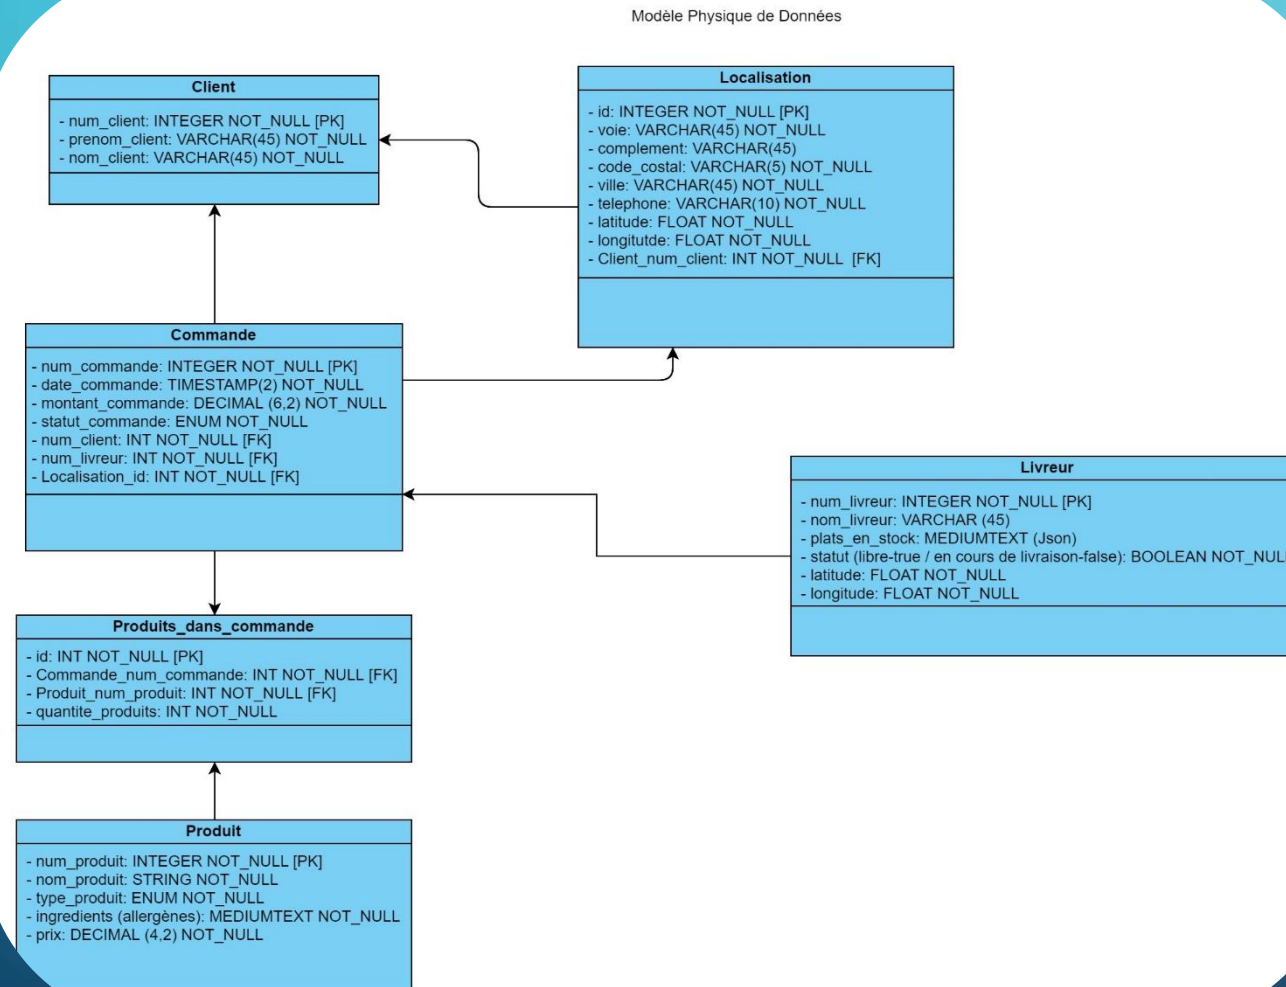 Modèle Physique de Données
Client
- num_client: INTEGER NOT_NULL [PK]
- prenom_client: VARCHAR(45) NOT_NULL
- nom_client: VARCHAR(45) NOT_NULL
Localisation
- id: INTEGER NOT_NULL [PK]
- voie: VARCHAR(45) NOT_NULL
- complement: VARCHAR(45)
- code_costal: VARCHAR(5) NOT_NULL
- ville: VARCHAR(45) NOT_NULL
- telephone: VARCHAR(10) NOT_NULL
- latitude: FLOAT NOT_NULL
- longitutde: FLOAT NOT_NULL
- Client_num_client: INT NOT_NULL [FK]
Commande
- num_commande: INTEGER NOT_NULL [PK]
- date_commande: TIMESTAMP(2) NOT_NULL
- montant_commande: DECIMAL (6,2) NOT_NULL
- statut_commande: ENUM NOT_NULL
- num_client: INT NOT_NULL [FK]
- num_livreur: INT NOT_NULL [FK]
- Localisation_id: INT NOT_NULL [FK]
Livreur
- num_livreur: INTEGER NOT_NULL [PK]
- nom_livreur: VARCHAR (45)
- plats_en_stock: MEDIUMTEXT (Json)
- statut (libre-true / en cours de livraison-false): BOOLEAN NOT_NUL
- latitude: FLOAT NOT_NULL
- longitude: FLOAT NOT_NULL
Produits_dans_commande
- id: INT NOT_NULL [PK]
- Commande_num_commande: INT NOT_NULL [FK]
- Produit_num_produit: INT NOT_NULL [FK]
- quantite_produits: INT NOT_NULL
Produit
- num_produit: INTEGER NOT_NULL [PK]
- nom_produit: STRING NOT_NULL
- type_produit: ENUM NOT_NULL
- ingredients (allergènes): MEDIUMTEXT NOT_NULL
- prix: DECIMAL (4,2) NOT_NULL